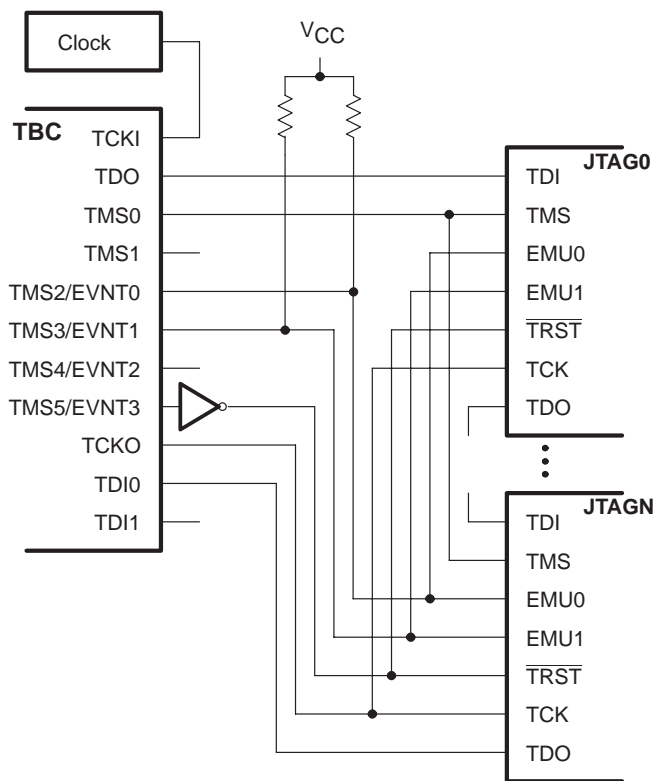 Clock
VCC
TBC
TCKI
TDO
TMS0
TMS1
TMS2/EVNT0
TMS3/EVNT1
TMS4/EVNT2
TMS5/EVNT3
TCKO
TDI0
TDI1
JTAG0
TDI
TMS
EMU0
EMU1
TRST
TCK
TDO
JTAGN
TDI
TMS
EMU0
EMU1
TRST
TCK
TDO